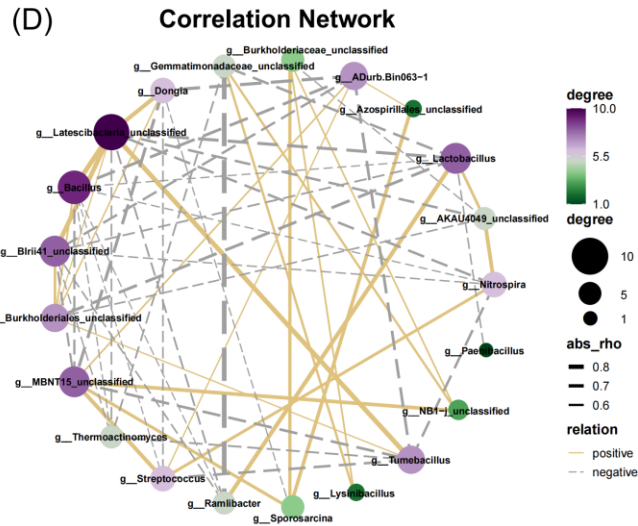 (D)
Correlation Network
g__Burkholderiaceae_unclassified
g__Gemmatimonadaceae_unclassified
g__ADurb.Bin063−1
g__Dongia
g__Azospirillales_unclassified
g__Latescibacteria_unclassified
g__Lactobacillus
g__Bacillus
g__AKAU4049_unclassified
g__BIrii41_unclassified
g__Nitrospira
_Burkholderiales_unclassified
g__Paenibacillus
g__MBNT15_unclassified
g__NB1−j_unclassified
g__Thermoactinomyces
g__Tumebacillus
g__Streptococcus
g__Lysinibacillus
g__Ramlibacter
g__Sporosarcina
degree
10.0
5.5
1.0
degree
10
5
1
abs_rho
0.8
0.7
0.6
relation
positive
negative